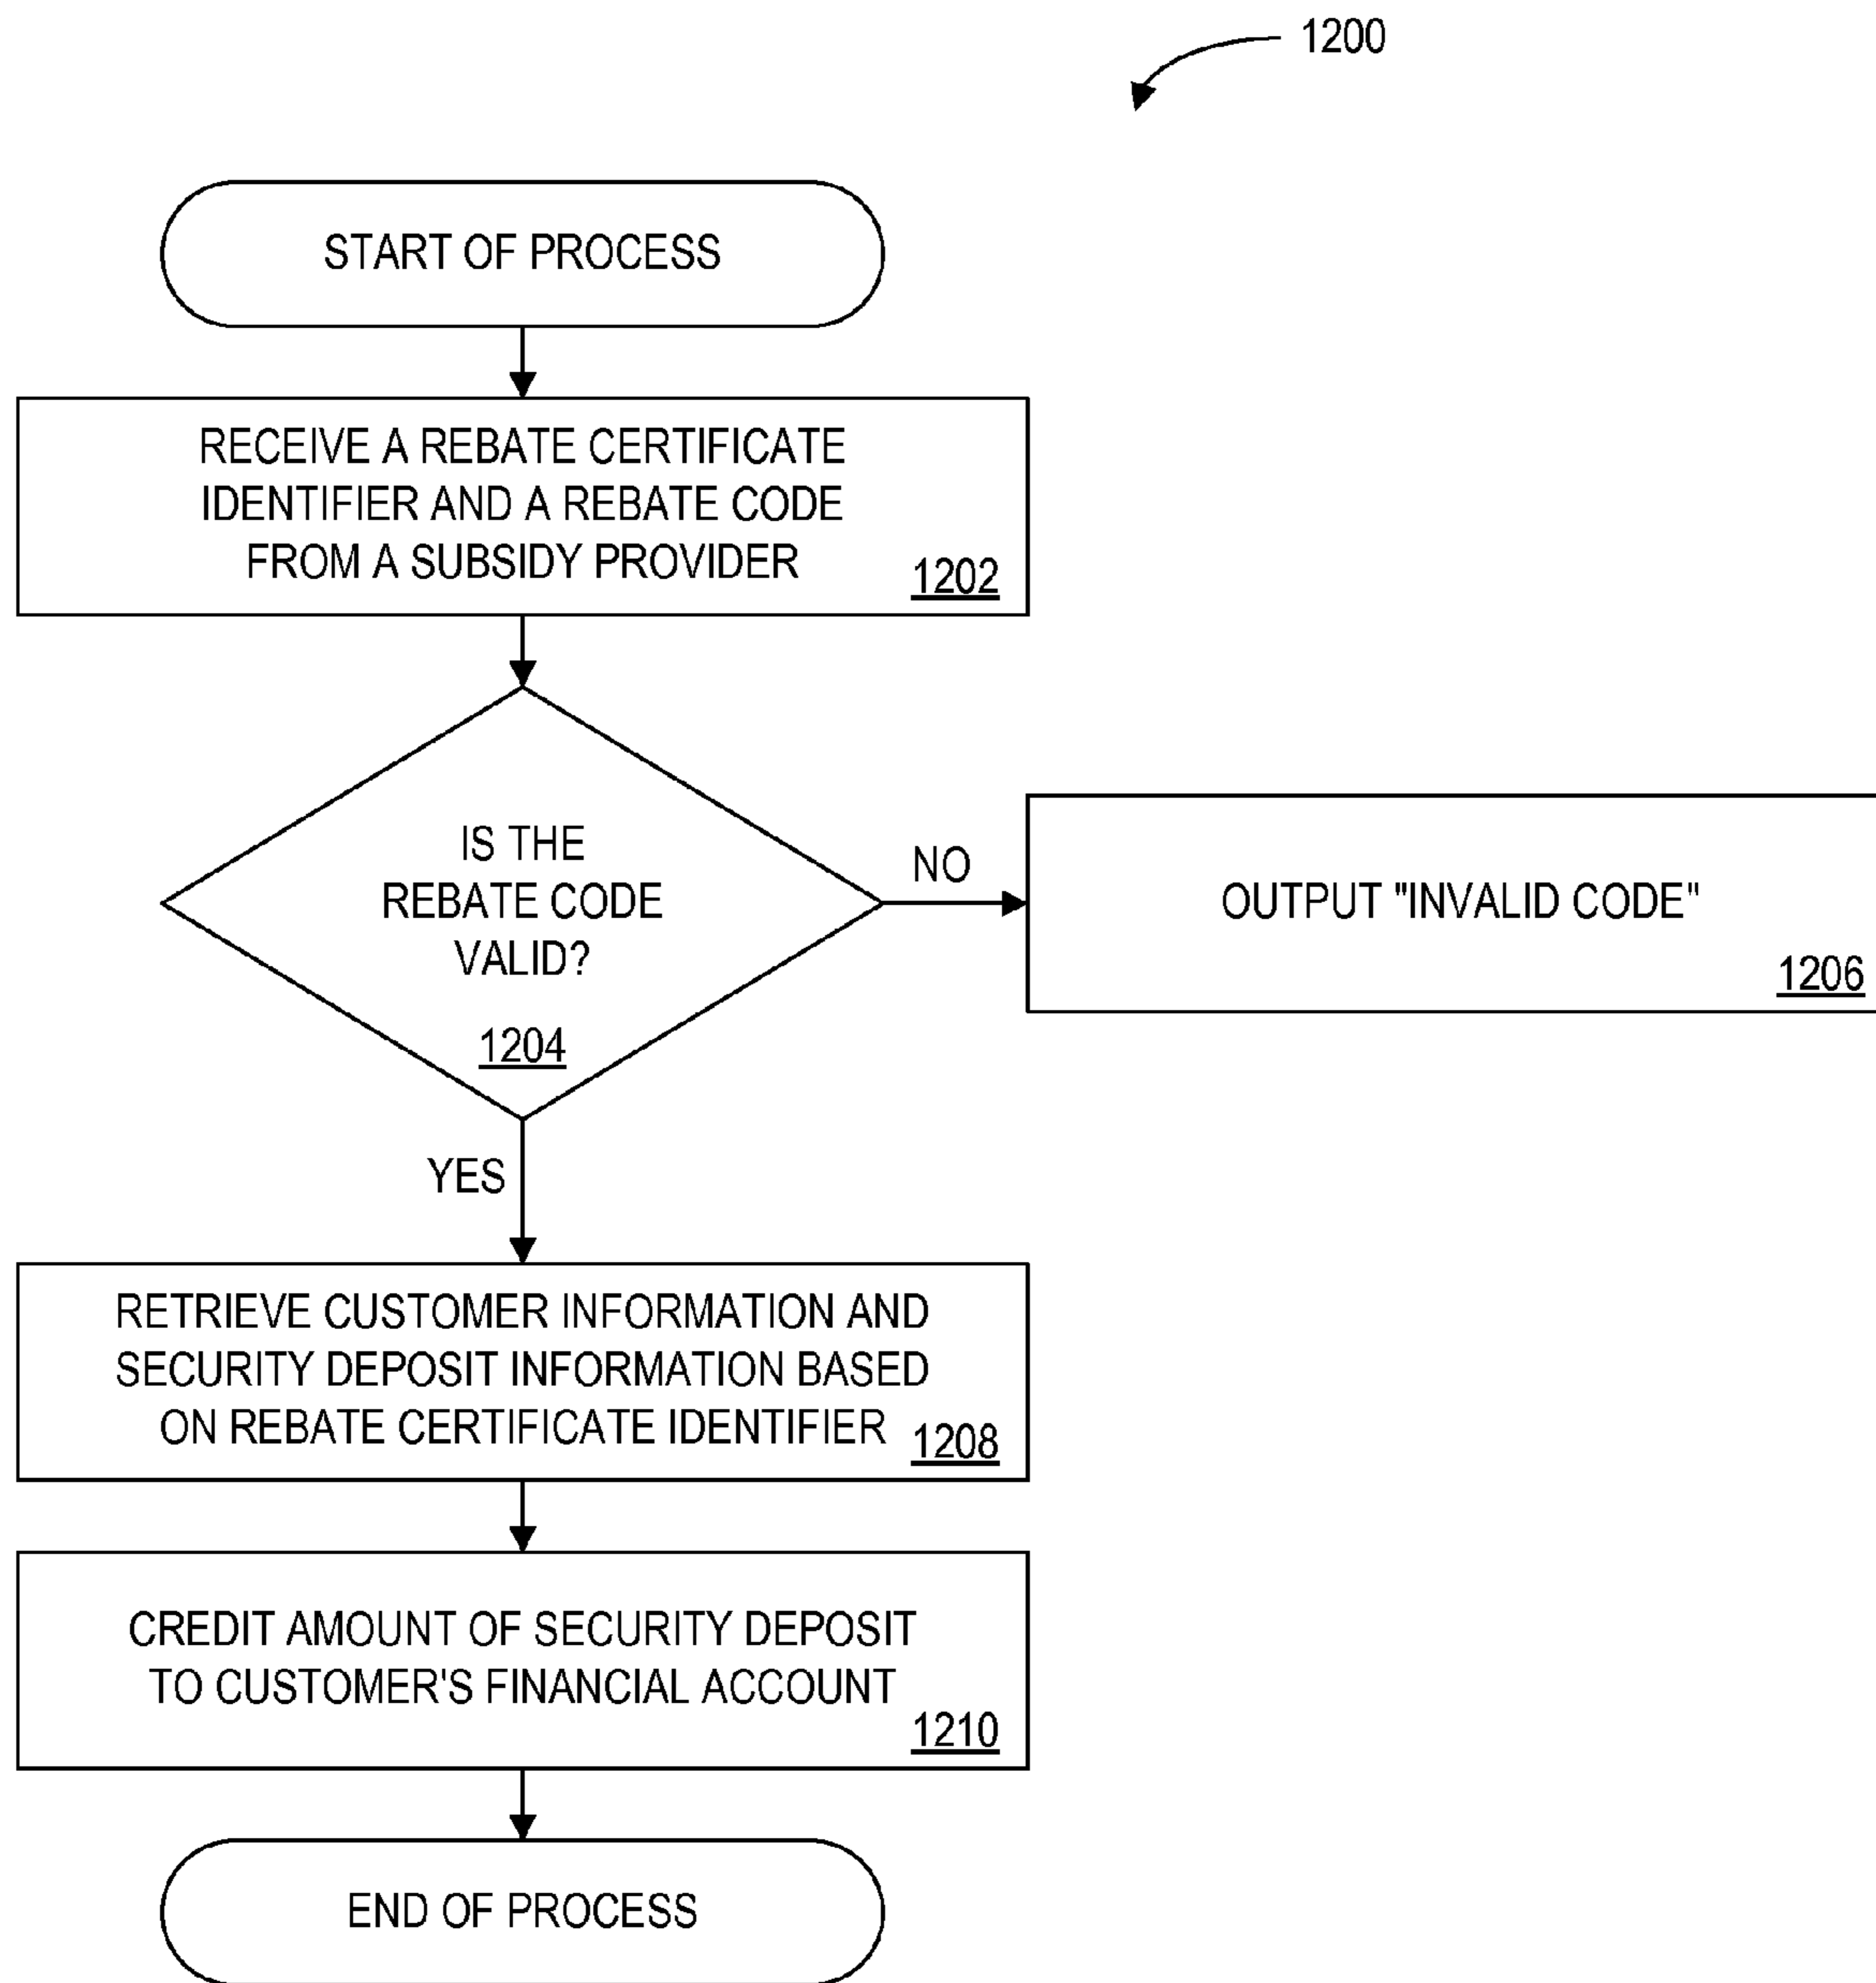 1200
START OF PROCESS
RECEIVE A REBATE CERTIFICATE
IDENTIFIER AND A REBATE CODE
FROM A SUBSIDY PROVIDER
1202
IS THE
REBATE CODE
VALID?
1204
NO
OUTPUT "INVALID CODE"
1206
YES
RETRIEVE CUSTOMER INFORMATION AND
SECURITY DEPOSIT INFORMATION BASED
ON REBATE CERTIFICATE IDENTIFIER
1208
CREDIT AMOUNT OF SECURITY DEPOSIT
TO CUSTOMER'S FINANCIAL ACCOUNT
1210
END OF PROCESS